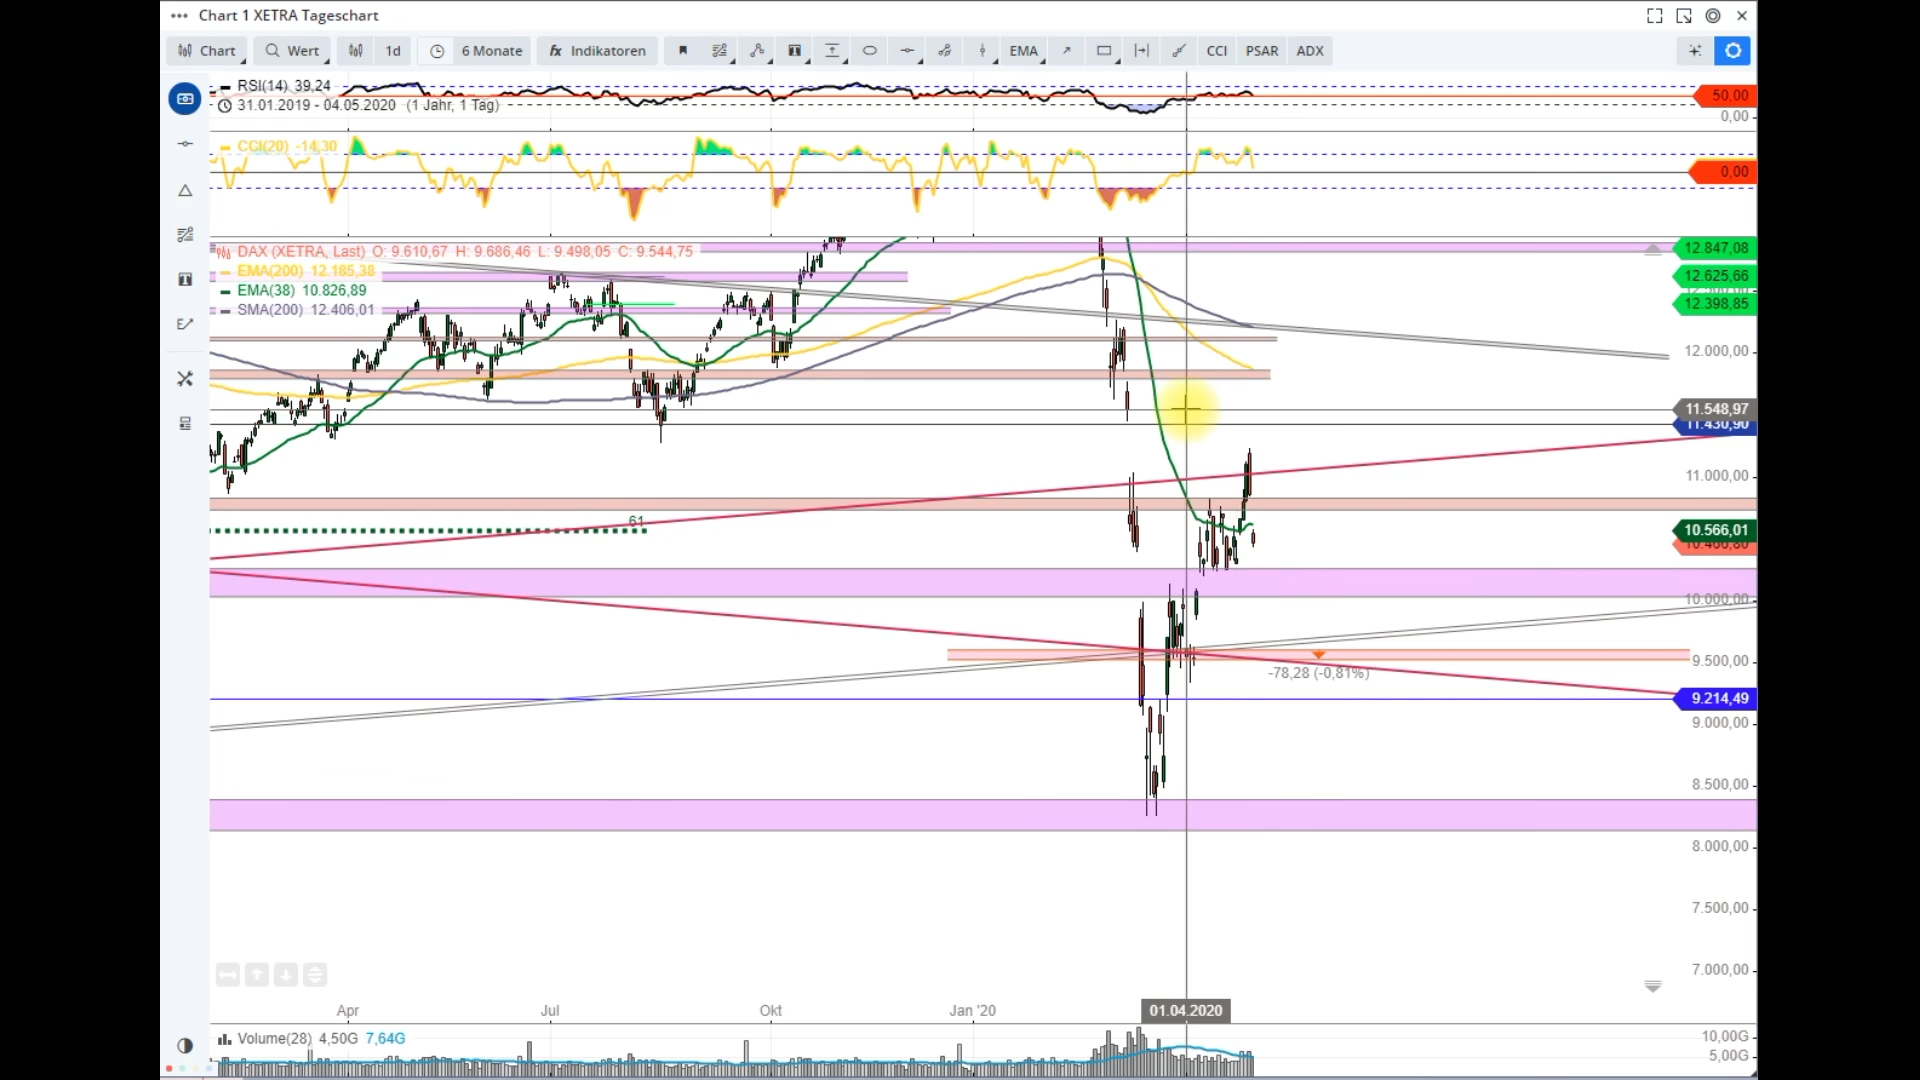 Chart 1 XETRA Tageschart
Chart Wert 1d 6 Monate fx Indikatoren EMA CCI PSAR ADX
RSI(14) 39,24
31.01.2019 - 04.05.2020 (1 Jahr, 1 Tag)
50,00
0,00
CCI(20) -14,30
0,00
DAX (XETRA, Last) O: 9.610,67 H: 9.686,46 L: 9.498,05 C: 9.544,75
12.847,08
EMA(200) 12.185,38
12.625,66
EMA(38) 10.826,89
SMA(200) 12.406,01
12.398,85
12.000,00
11.548,97
11.430,90
11.000,00
61
10.566,01
10.000,00
9.500,00
-78,28 (-0,81%)
9.214,49
9.000,00
8.500,00
8.000,00
7.500,00
7.000,00
Apr Jul Okt Jan '20 01.04.2020
Volume(28) 4,50G 7,64G
10,00G
5,00G